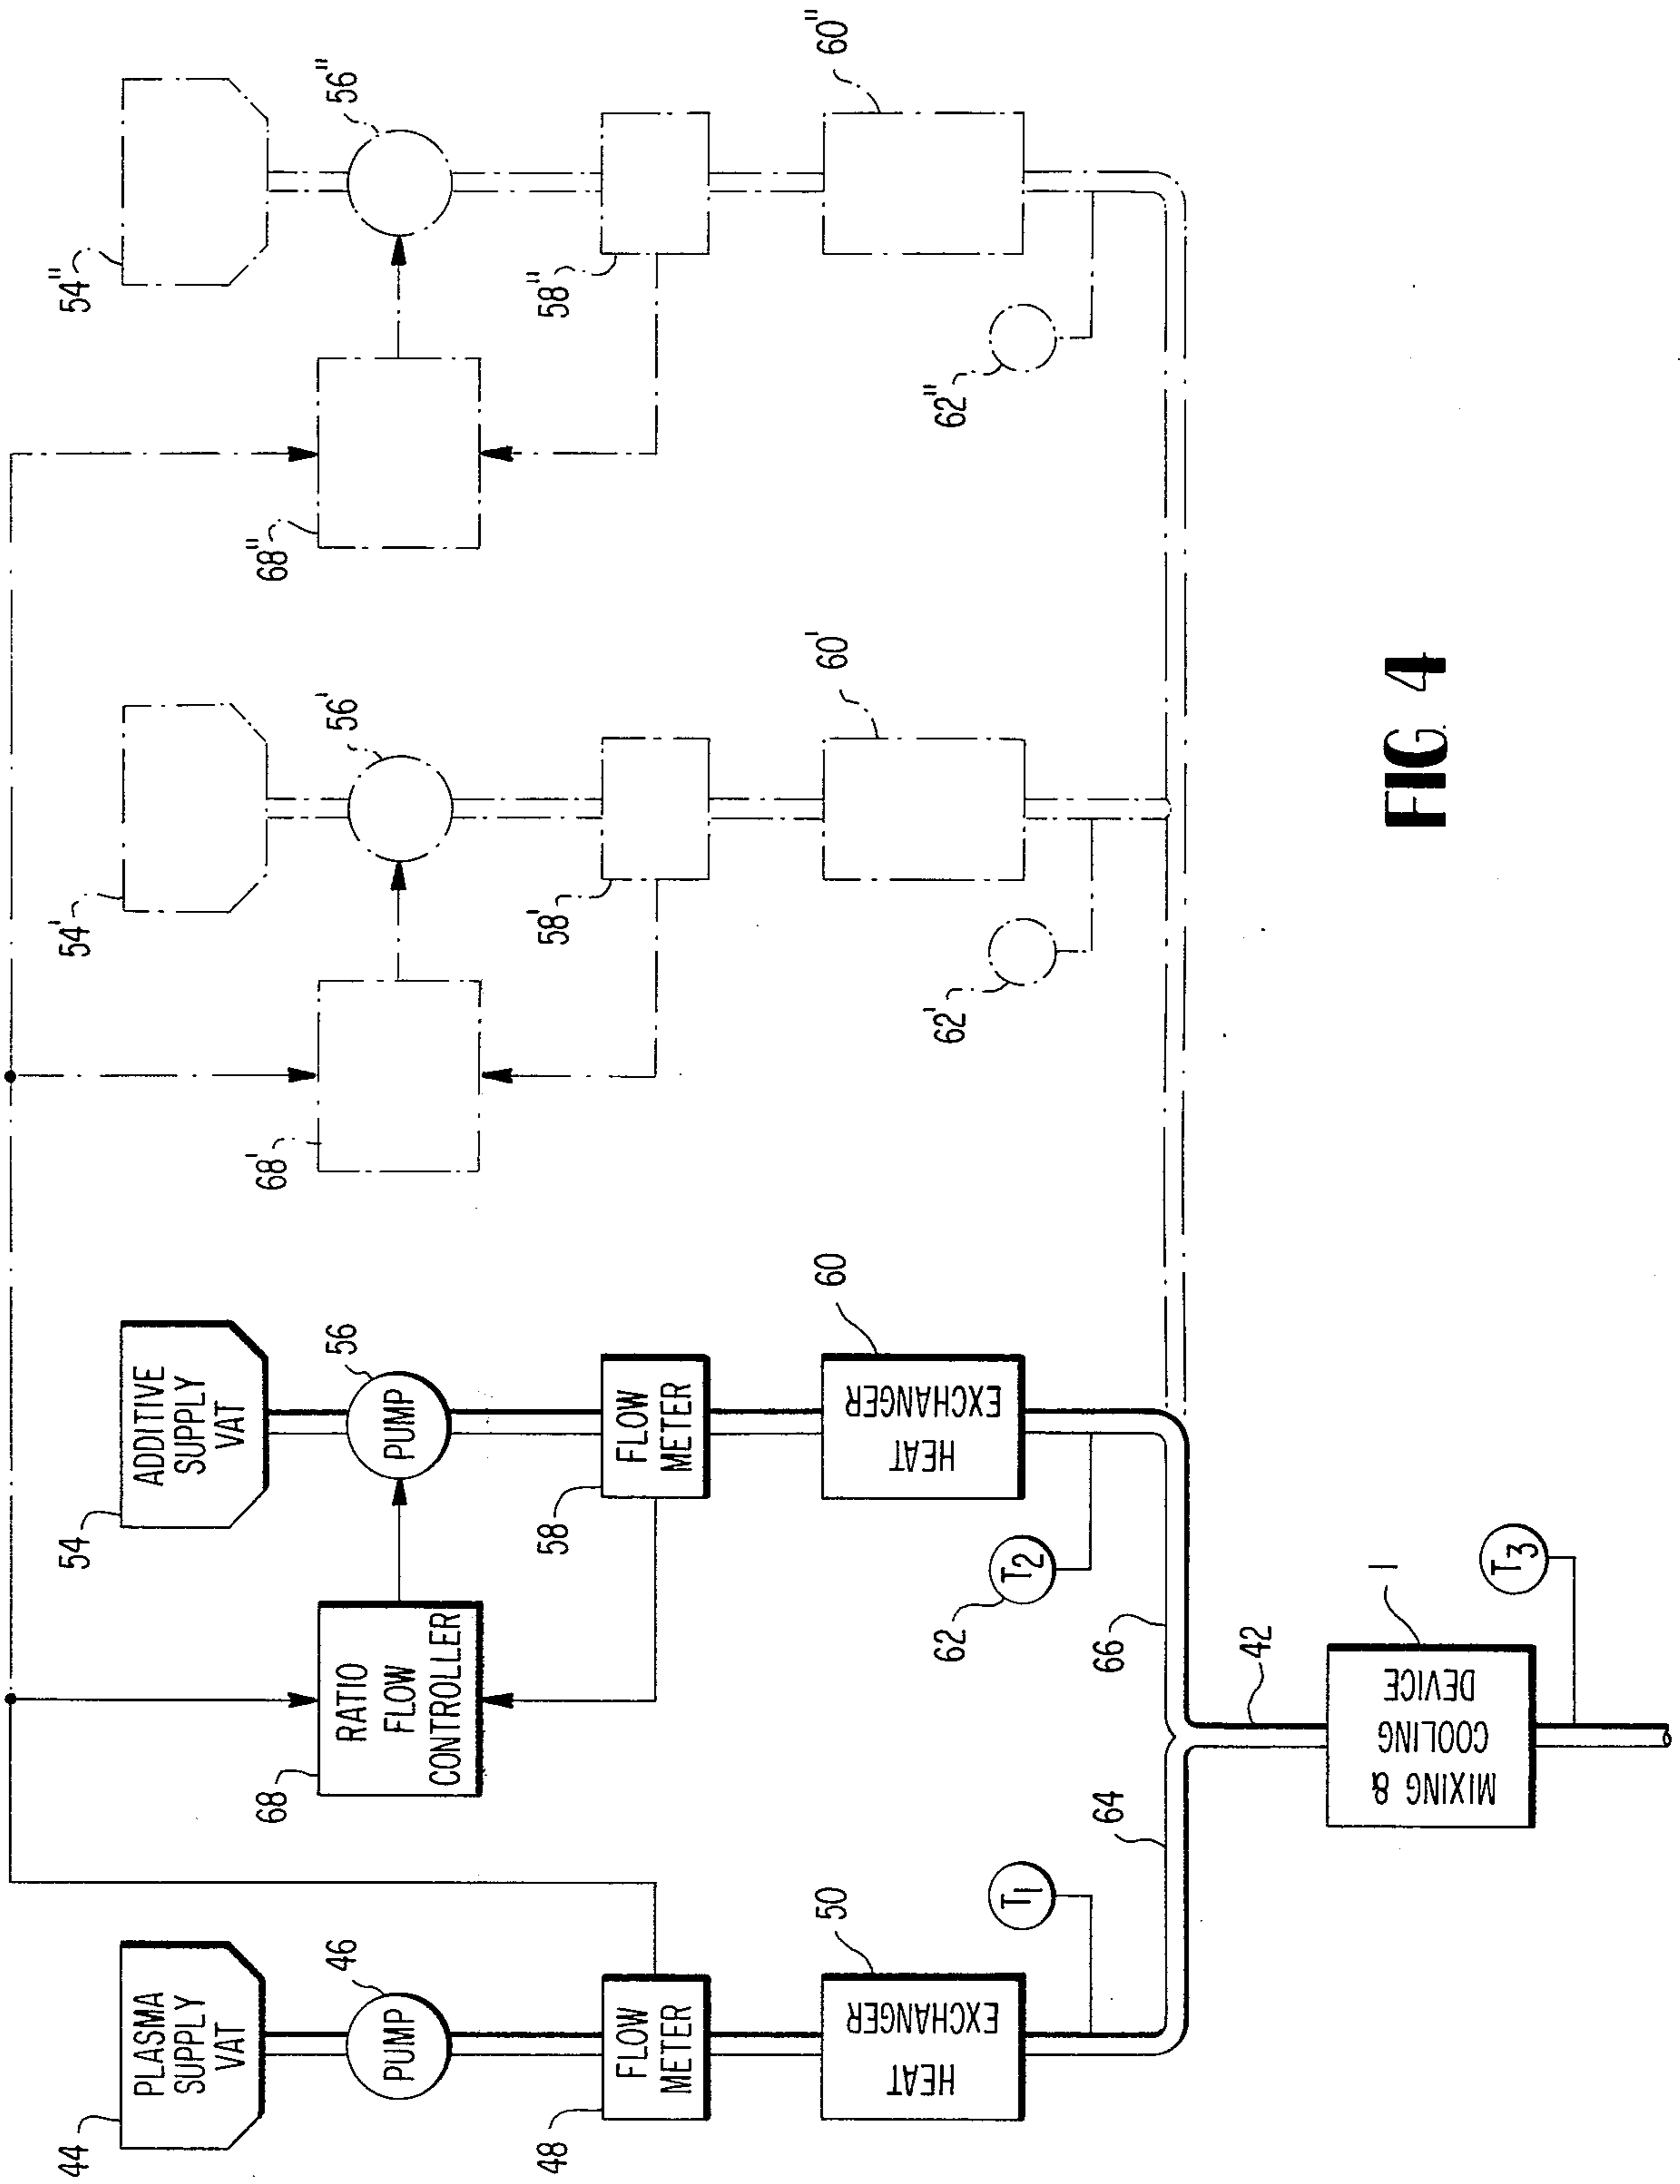 44
PLASMA
SUPPLY
VAT
46
PUMP
48
FLOW
METER
50
HEAT
EXCHANGER
T1
64
54
ADDITIVE
SUPPLY
VAT
56
PUMP
68
RATIO
FLOW
CONTROLLER
58
FLOW
METER
60
HEAT
EXCHANGER
62
T2
66
42
1
MIXING &
COOLING
DEVICE
T3
54'
56'
68'
58'
60'
62'
54"
56"
68"
58"
60"
62"
FIG 4